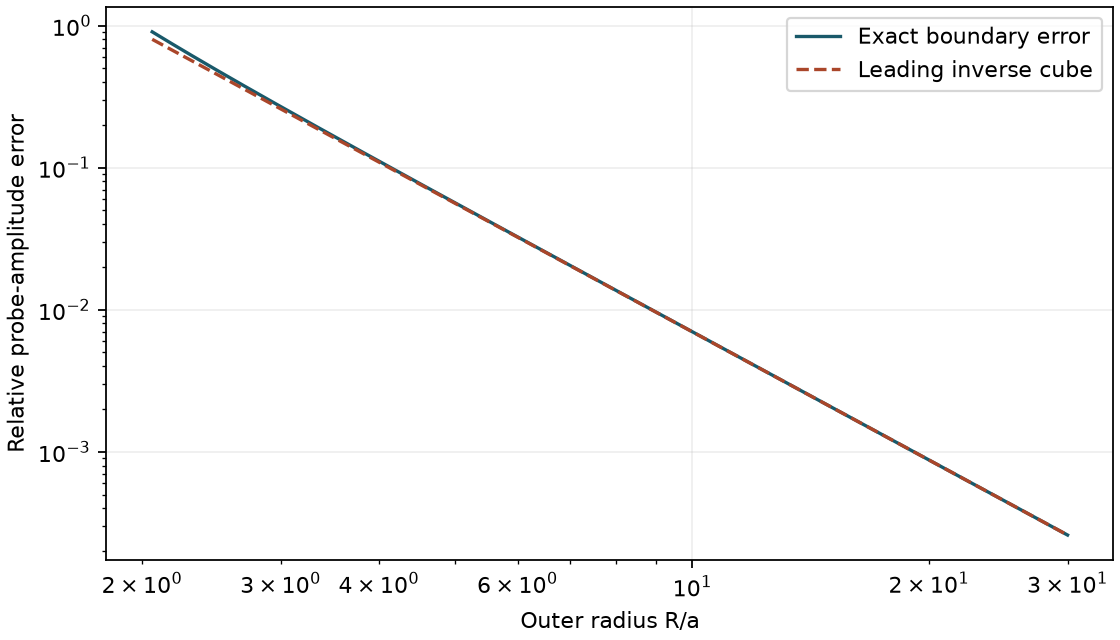 10⁰
10⁻¹
10⁻²
10⁻³
Relative probe-amplitude error
Exact boundary error
Leading inverse cube
2 × 10⁰ 3 × 10⁰ 4 × 10⁰ 6 × 10⁰ 10¹ 2 × 10¹ 3 × 10¹
Outer radius R/a